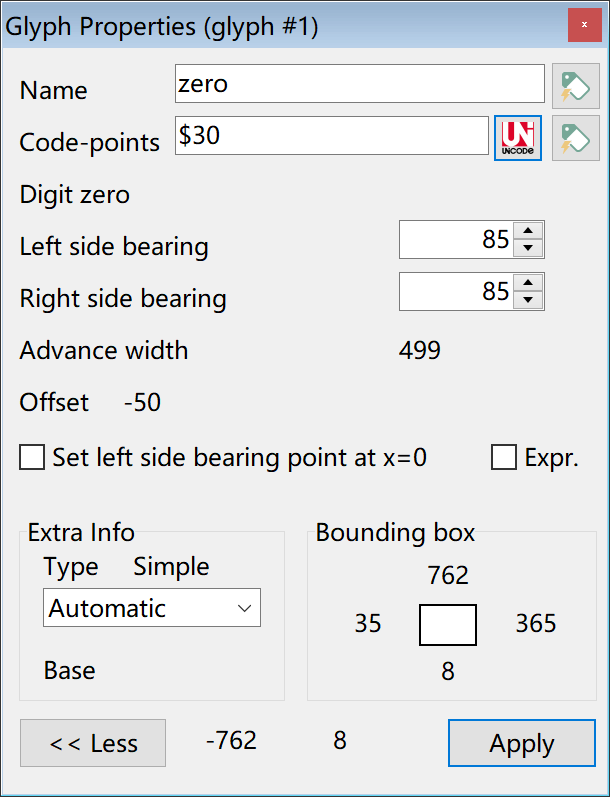 Glyph Properties (glyph #1)
x
Name zero
Code-points $30 UNICODE
Digit zero
Left side bearing 85
Right side bearing 85
Advance width 499
Offset -50
Set left side bearing point at x=0 Expr.
Extra Info
Type Simple
Automatic
Base
Bounding box
762
35 365
8
<< Less -762 8 Apply